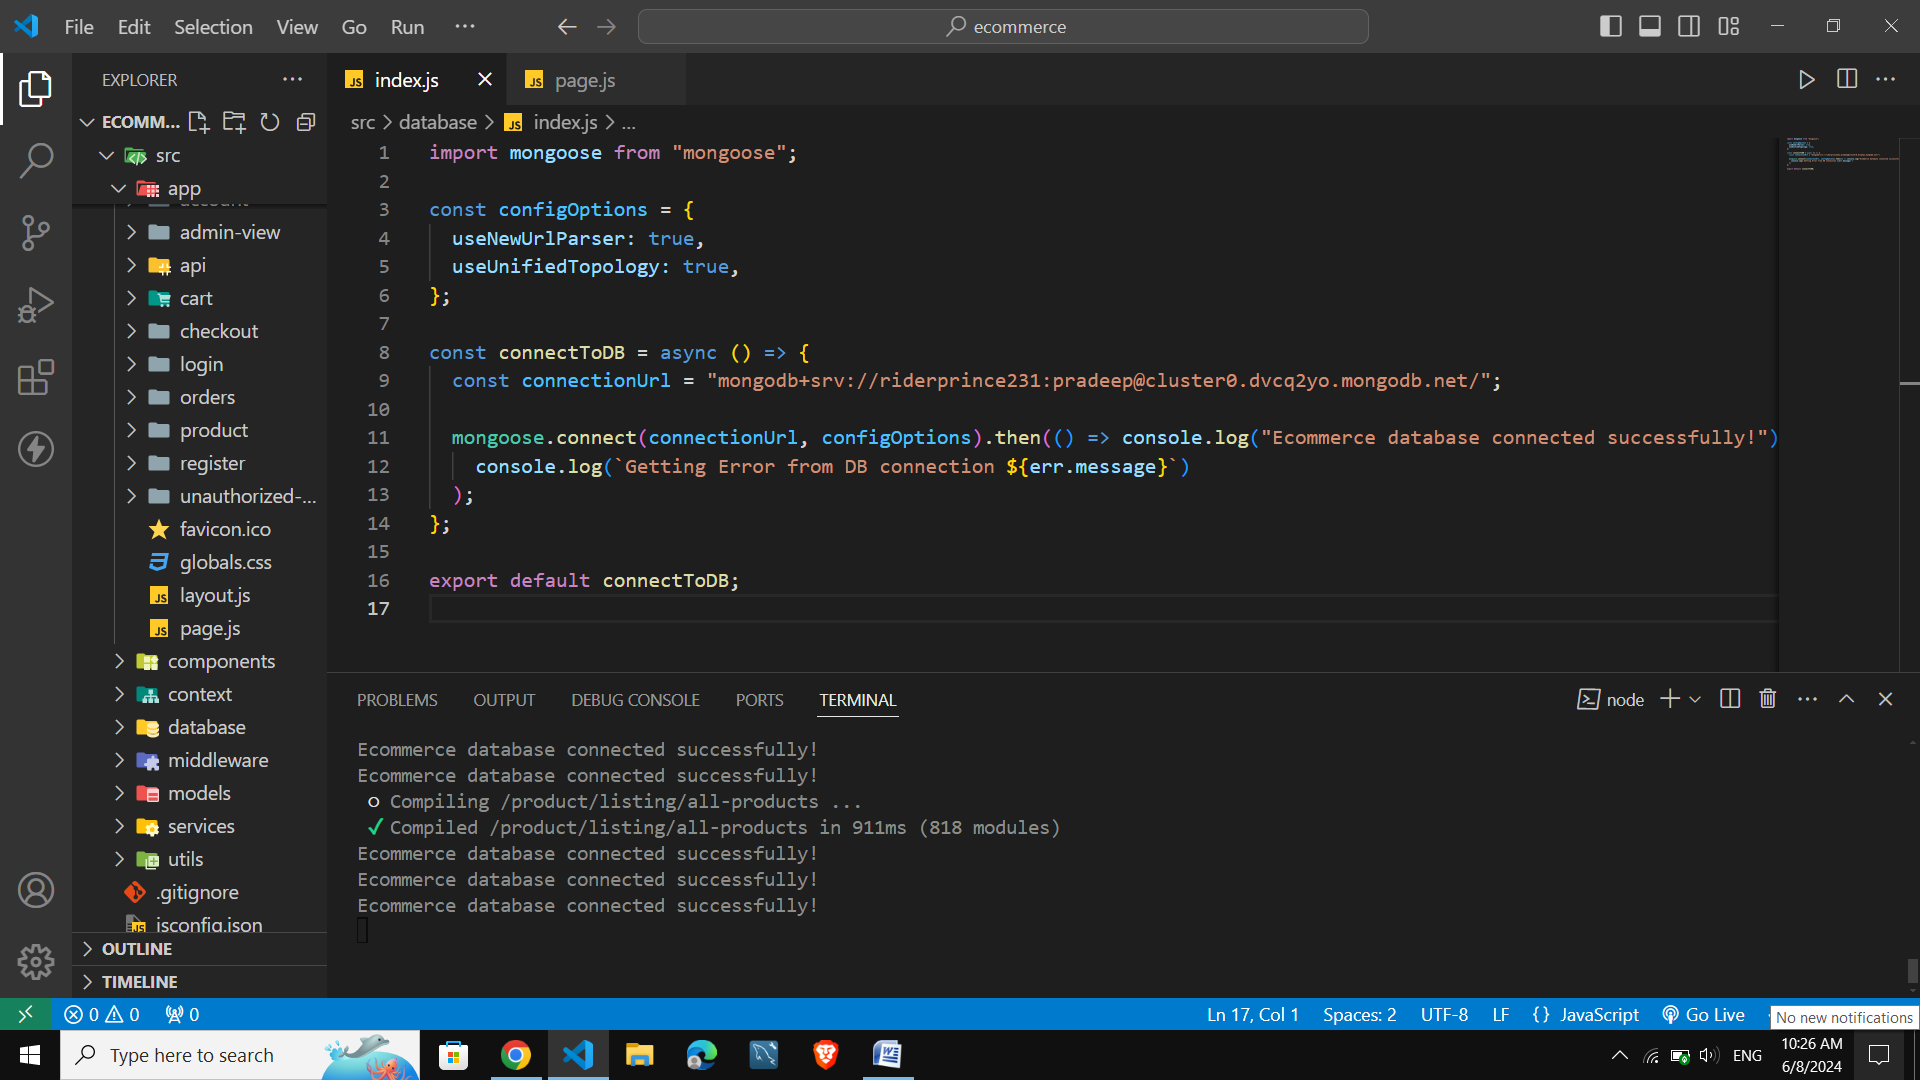 File Edit Selection View Go Run ···
ecommerce
EXPLORER
ECOMM...
src
app
admin-view
api
cart
checkout
login
orders
product
register
unauthorized-...
favicon.ico
globals.css
layout.js
page.js
components
context
database
middleware
models
services
utils
.gitignore
jsconfig.json
OUTLINE
TIMELINE
JS index.js JS page.js
src > database > JS index.js > ...
1 import mongoose from "mongoose";
2
3 const configOptions = {
4 useNewUrlParser: true,
5 useUnifiedTopology: true,
6 };
7
8 const connectToDB = async () => {
9 const connectionUrl = "mongodb+srv://riderprince231:pradeep@cluster0.dvcq2yo.mongodb.net/";
10
11 mongoose.connect(connectionUrl, configOptions).then(() => console.log("Ecommerce database connected successfully!")
12 console.log(`Getting Error from DB connection ${err.message}`)
13 );
14 };
15
16 export default connectToDB;
17
PROBLEMS OUTPUT DEBUG CONSOLE PORTS TERMINAL
node
Ecommerce database connected successfully!
Ecommerce database connected successfully!
○ Compiling /product/listing/all-products ...
✓ Compiled /product/listing/all-products in 911ms (818 modules)
Ecommerce database connected successfully!
Ecommerce database connected successfully!
Ecommerce database connected successfully!
0 0 0
Ln 17, Col 1 Spaces: 2 UTF-8 LF {} JavaScript Go Live
No new notifications
Type here to search
ENG
10:26 AM
6/8/2024